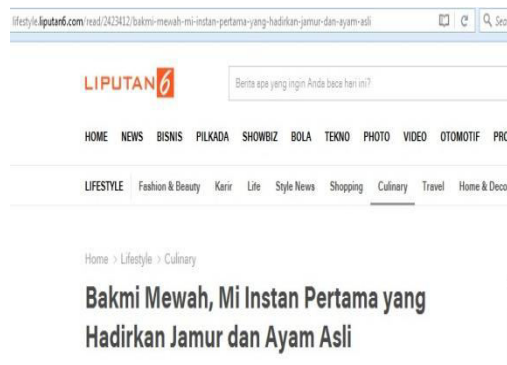 lifestyle.liputan6.com/read/2423412/bakmi-mewah-mi-instan-pertama-yang-hadirkan-jamur-dan-ayam-asli
LIPUTAN6
Berita apa yang ingin Anda baca hari ini?
HOME NEWS BISNIS PILKADA SHOWBIZ BOLA TEKNO PHOTO VIDEO OTOMOTIF
LIFESTYLE Fashion & Beauty Karir Life Style News Shopping Culinary Travel Home & Deco
Home > Lifestyle > Culinary
Bakmi Mewah, Mi Instan Pertama yang
Hadirkan Jamur dan Ayam Asli